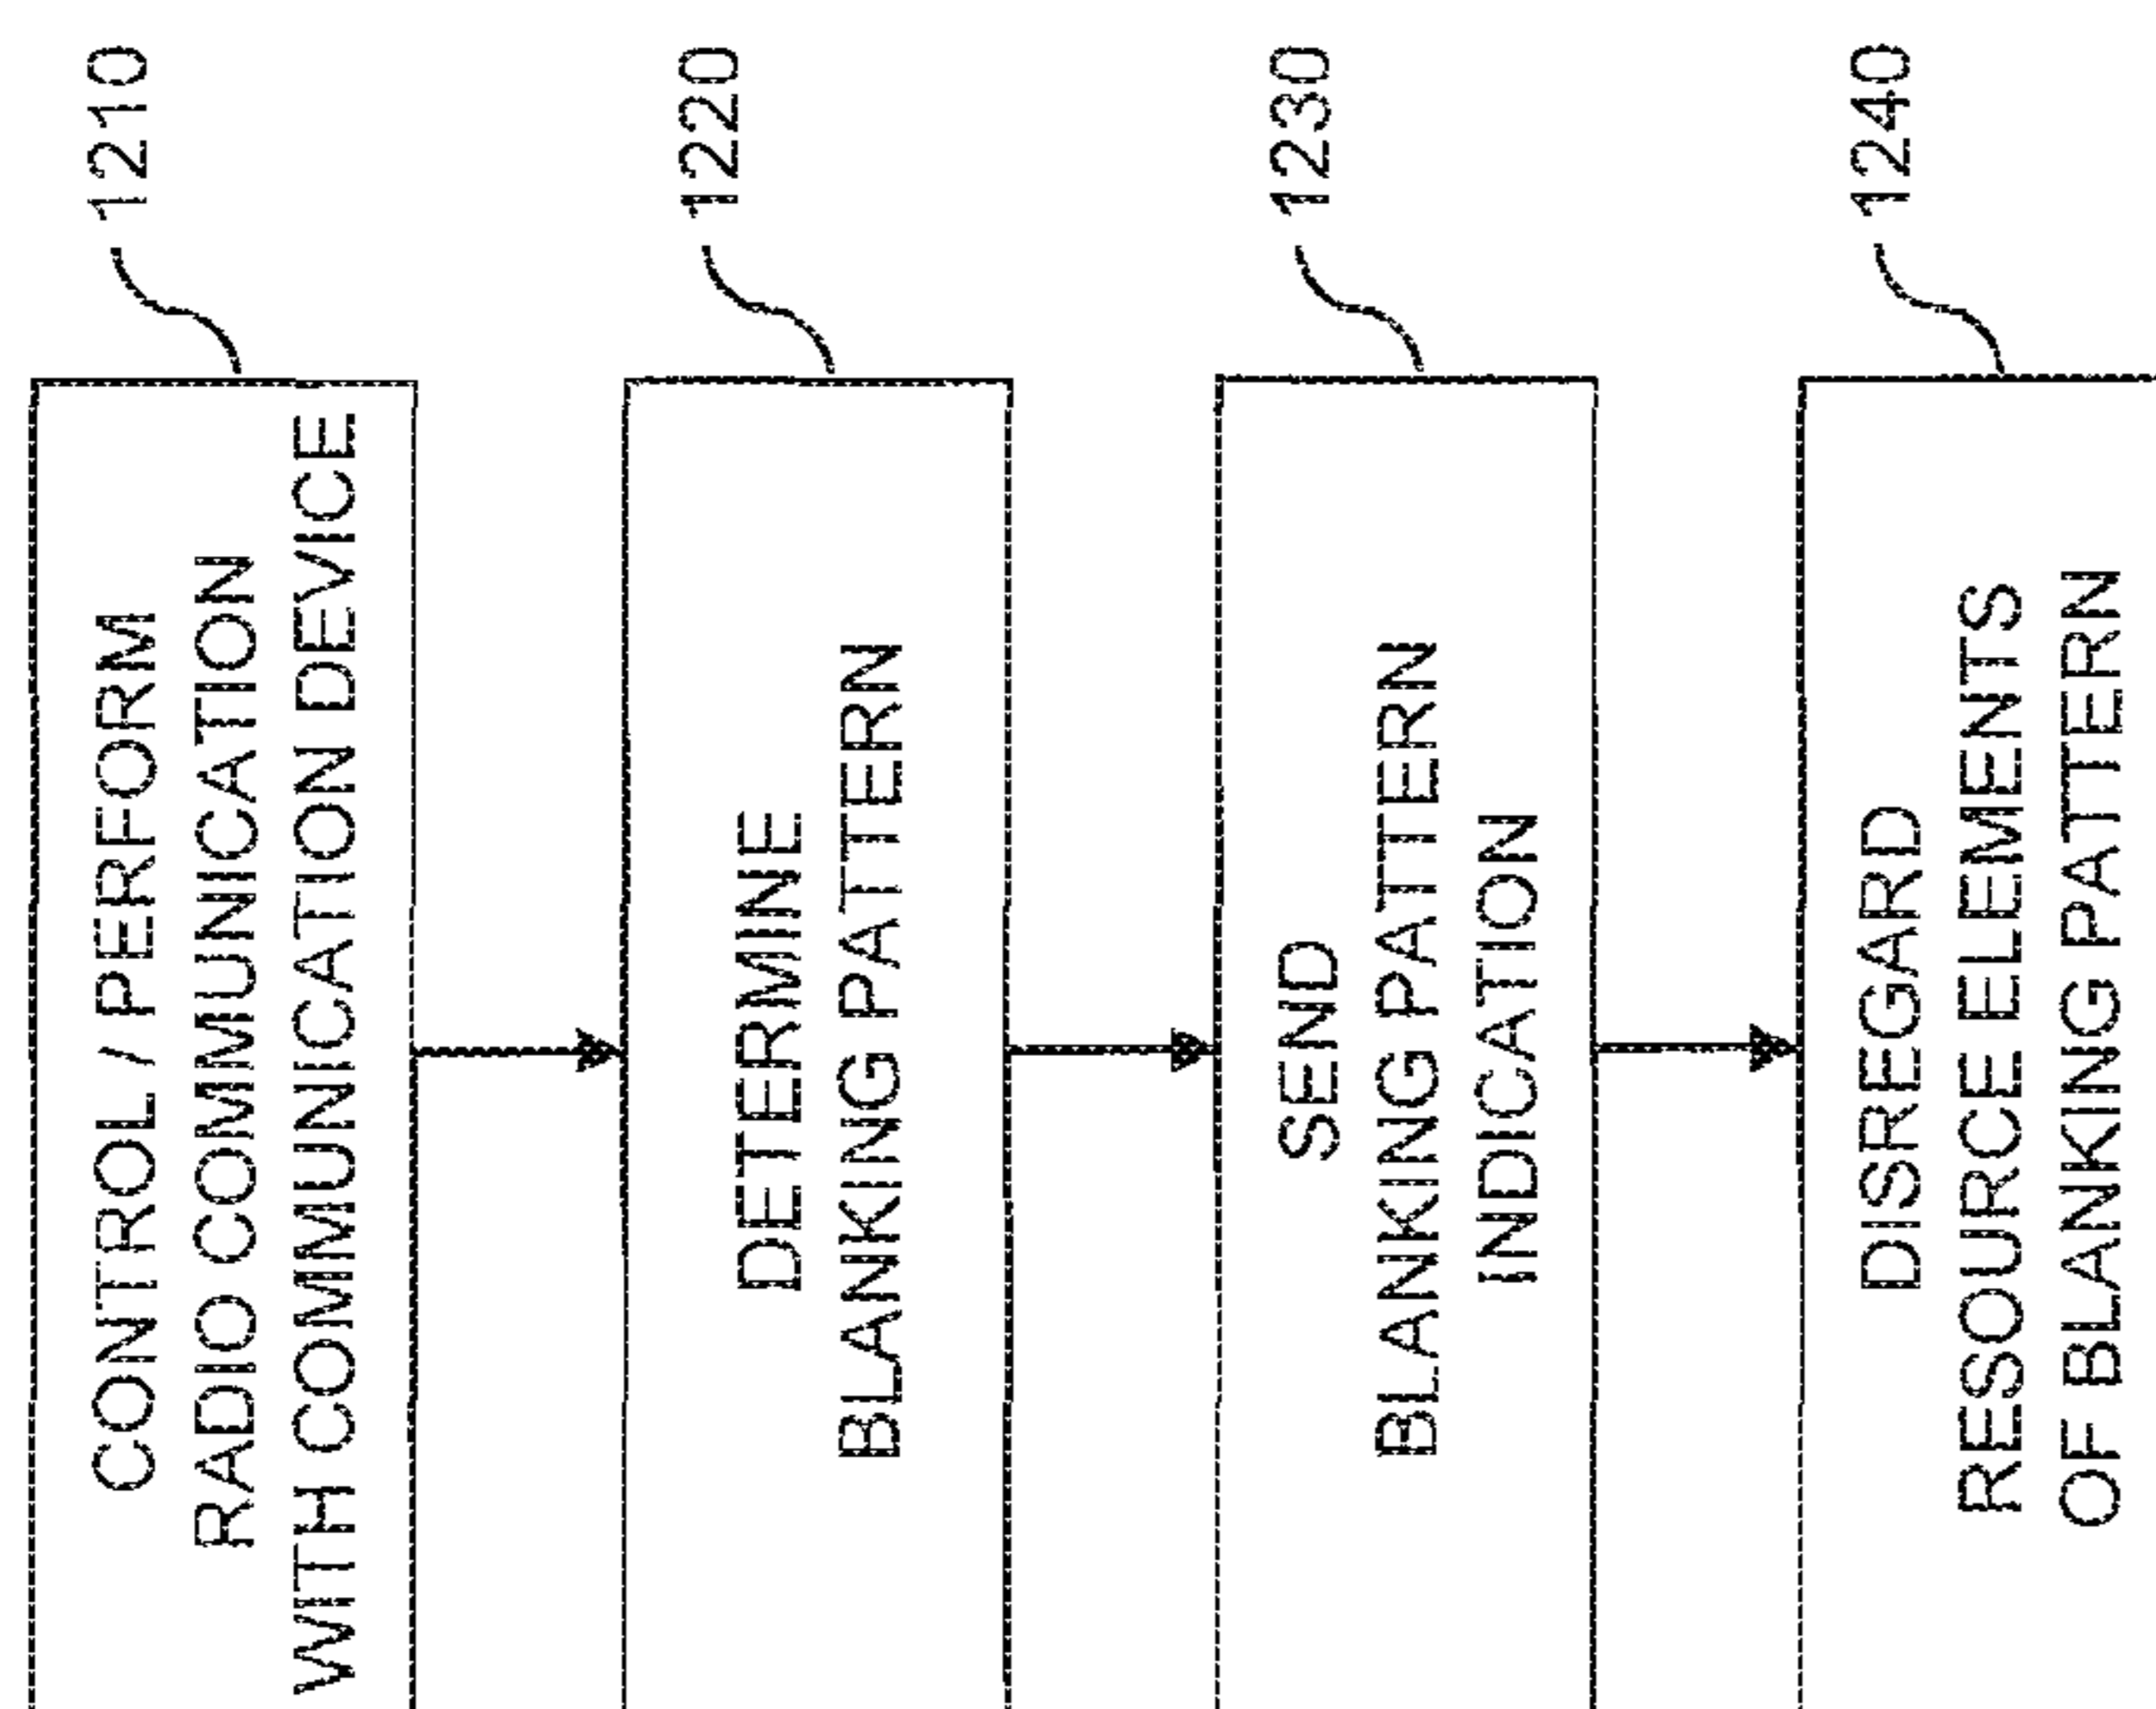 CONTROL / PERFORM
RADIO COMMUNICATION
WITH COMMUNICATION DEVICE
1210
DETERMINE
BLANKING PATTERN
1220
SEND
BLANKING PATTERN
INDICATION
1230
DISREGARD
RESOURCE ELEMENTS
OF BLANKING PATTERN
1240